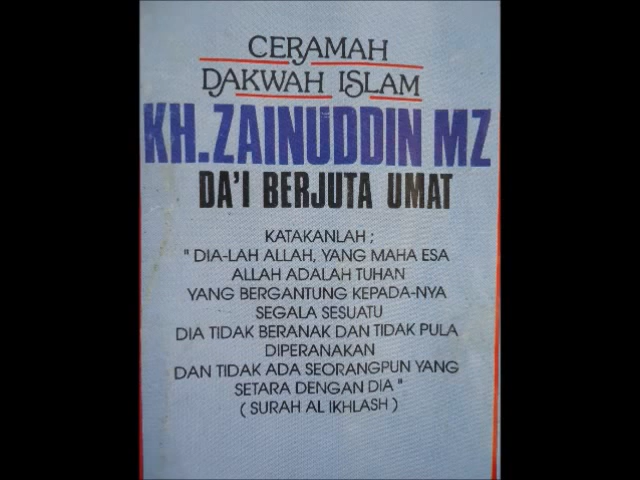 CERAMAH
DAKWAH ISLAM
KH.ZAINUDDIN MZ
DA'I BERJUTA UMAT
KATAKANLAH ;
" DIA-LAH ALLAH, YANG MAHA ESA
ALLAH ADALAH TUHAN
YANG BERGANTUNG KEPADA-NYA
SEGALA SESUATU
DIA TIDAK BERANAK DAN TIDAK PULA
DIPERANAKAN
DAN TIDAK ADA SEORANGPUN YANG
SETARA DENGAN DIA "
( SURAH AL IKHLASH )